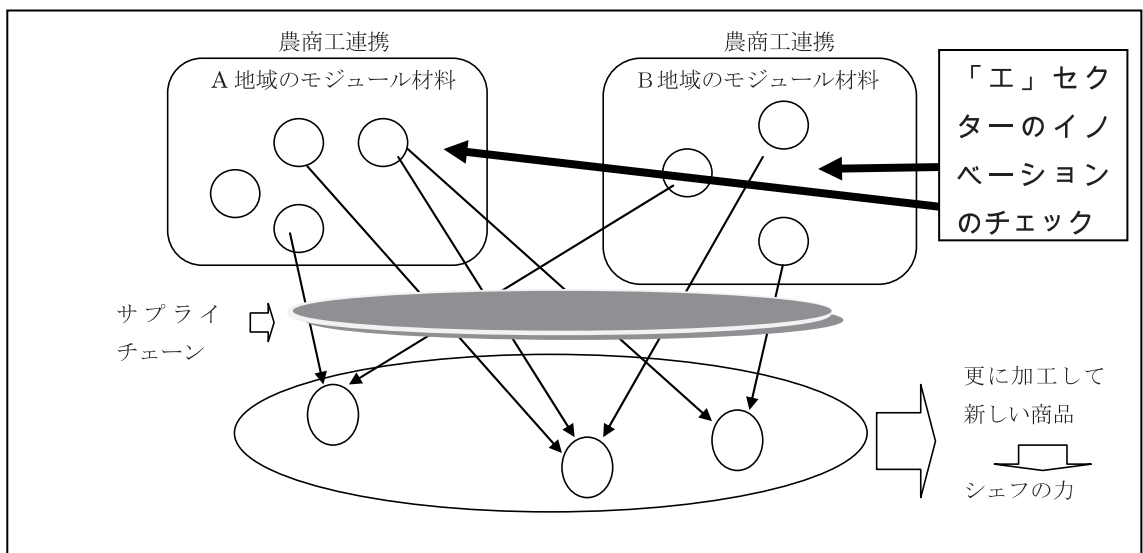 農商工連携
農商工連携
A 地域のモジュール材料
B 地域のモジュール材料
「工」セク
ターのイノ
ベーション
のチェック
サプライ
チェーン
更に加工して
新しい商品
シェフの力